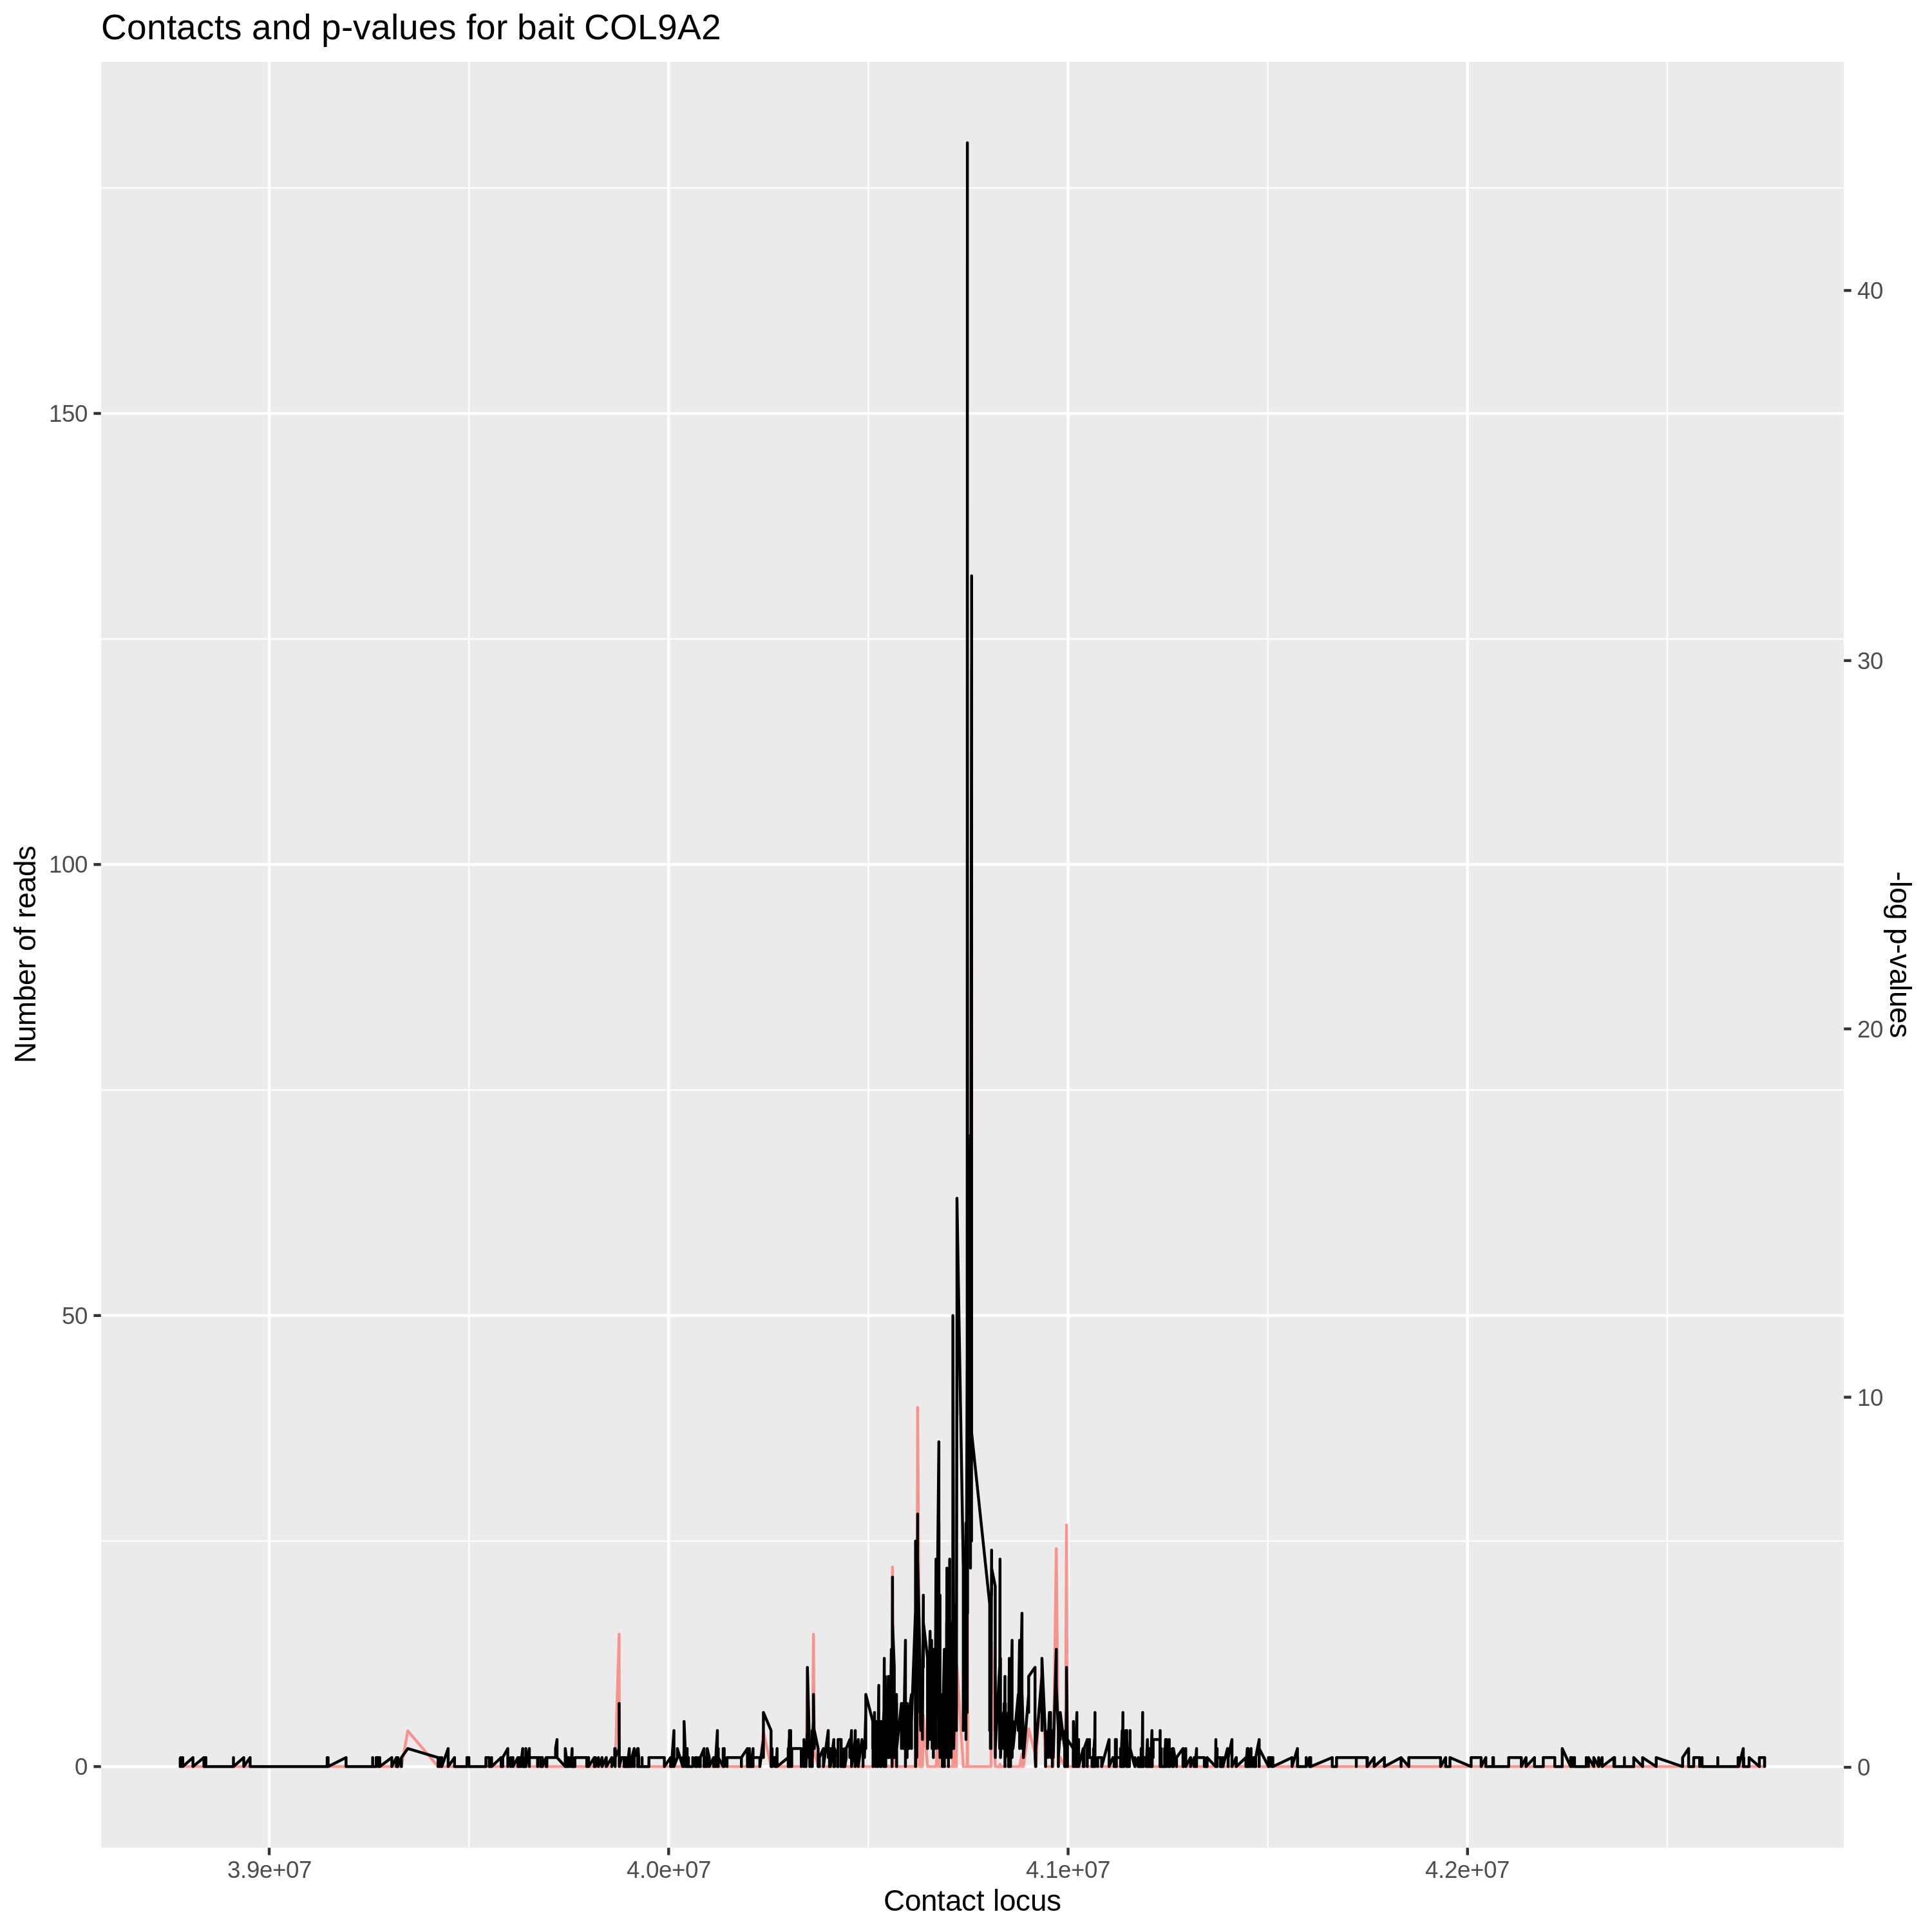 Contacts and p-values for bait COL9A2
150
100
50
0
Number of reads
40
30
20
10
0
-log p-values
3.9e+07
4.0e+07
4.1e+07
4.2e+07
Contact locus